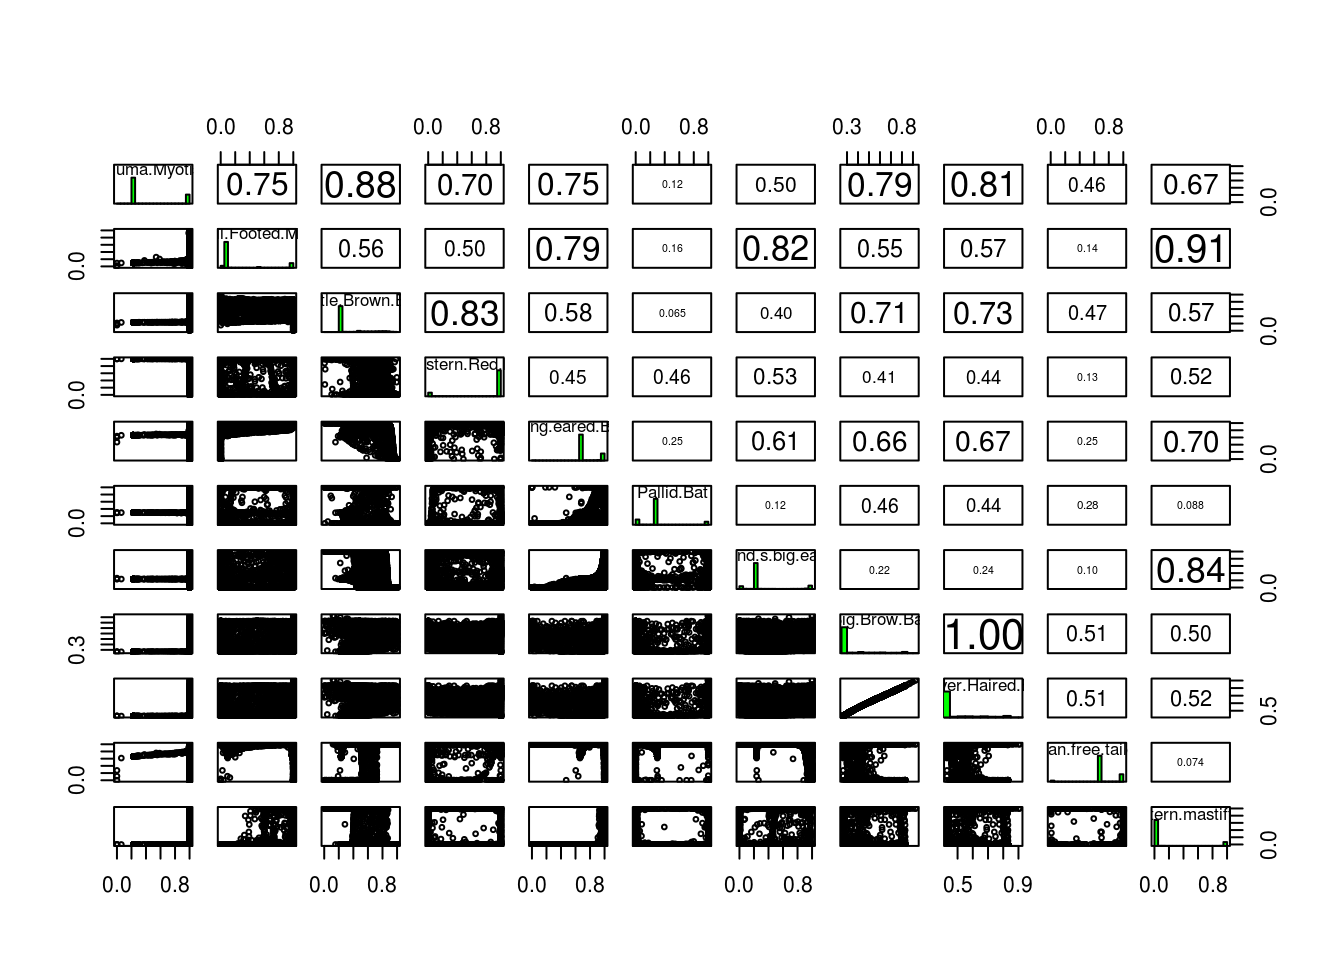 0.0 0.8 0.0 0.8 0.0 0.8 0.3 0.8 0.0 0.8
uma.Myoti 0.75 0.88 0.70 0.75 0.12 0.50 0.79 0.81 0.46 0.67 0.0
0.0 l.Footed.M 0.56 0.50 0.79 0.16 0.82 0.55 0.57 0.14 0.91
tle.Brown.B 0.83 0.58 0.065 0.40 0.71 0.73 0.47 0.57 0.0
0.0 stern.Red. 0.45 0.46 0.53 0.41 0.44 0.13 0.52
ng.eared.B 0.25 0.61 0.66 0.67 0.25 0.70 0.0
0.0 Pallid.Bat 0.12 0.46 0.44 0.28 0.088
nd.s.big.ea 0.22 0.24 0.10 0.84 0.0
0.3 ig.Brow.Ba 1.00 0.51 0.50
er.Haired. 0.51 0.52 0.5
0.0 an.free.tail 0.074
ern.mastif 0.0
0.0 0.8 0.0 0.8 0.0 0.8 0.0 0.8 0.5 0.9 0.0 0.8